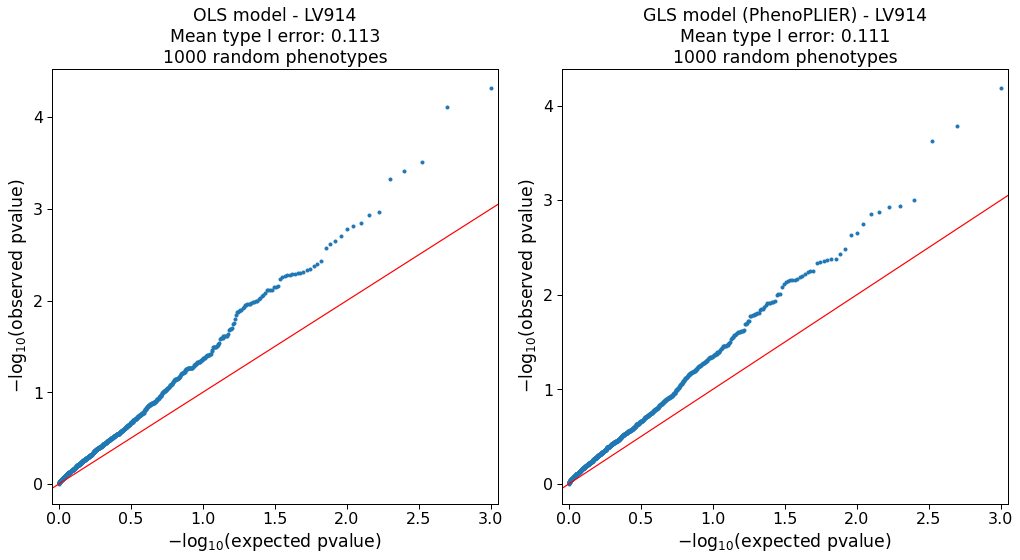 OLS model - LV914
Mean type I error: 0.113
1000 random phenotypes
−log₁₀(observed pvalue)
4
3
2
1
0
0.0 0.5 1.0 1.5 2.0 2.5 3.0
−log₁₀(expected pvalue)
GLS model (PhenoPLIER) - LV914
Mean type I error: 0.111
1000 random phenotypes
−log₁₀(observed pvalue)
4
3
2
1
0
0.0 0.5 1.0 1.5 2.0 2.5 3.0
−log₁₀(expected pvalue)